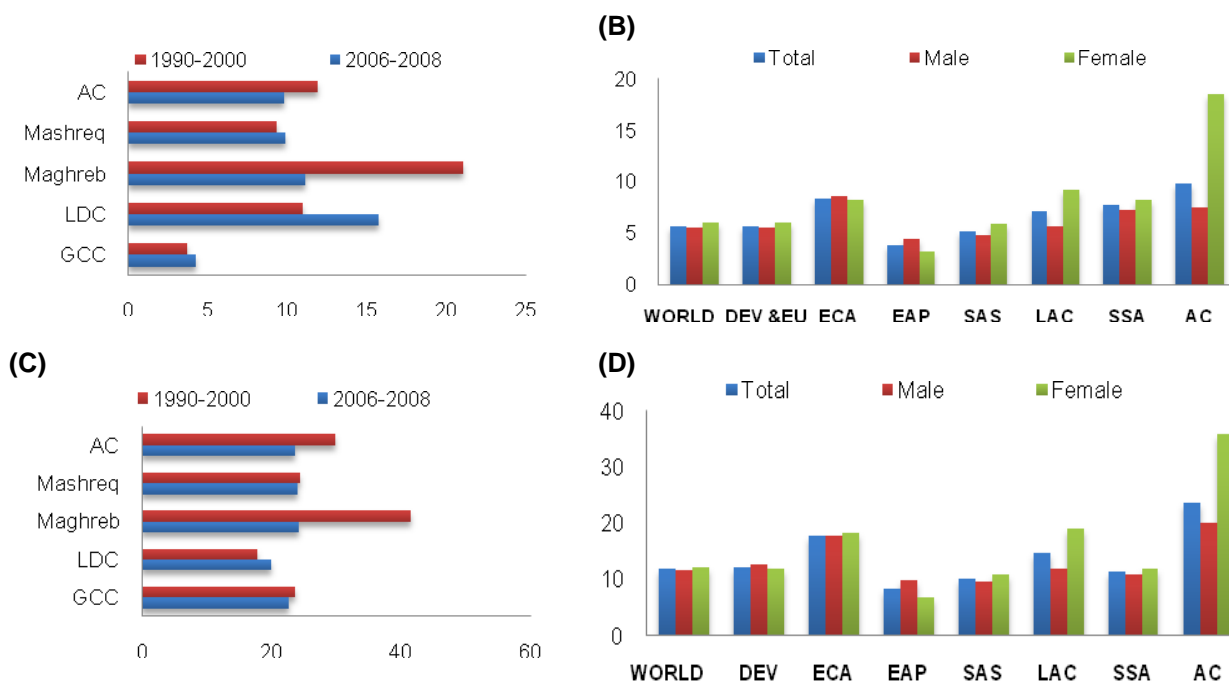 1990-2000 2006-2008
AC
Mashreq
Maghreb
LDC
GCC
0 5 10 15 20 25
(B)
Total Male Female
20
15
10
5
0
WORLD DEV &EU ECA EAP SAS LAC SSA AC
(C)
1990-2000 2006-2008
AC
Mashreq
Maghreb
LDC
GCC
0 20 40 60
(D)
Total Male Female
40
30
20
10
0
WORLD DEV ECA EAP SAS LAC SSA AC